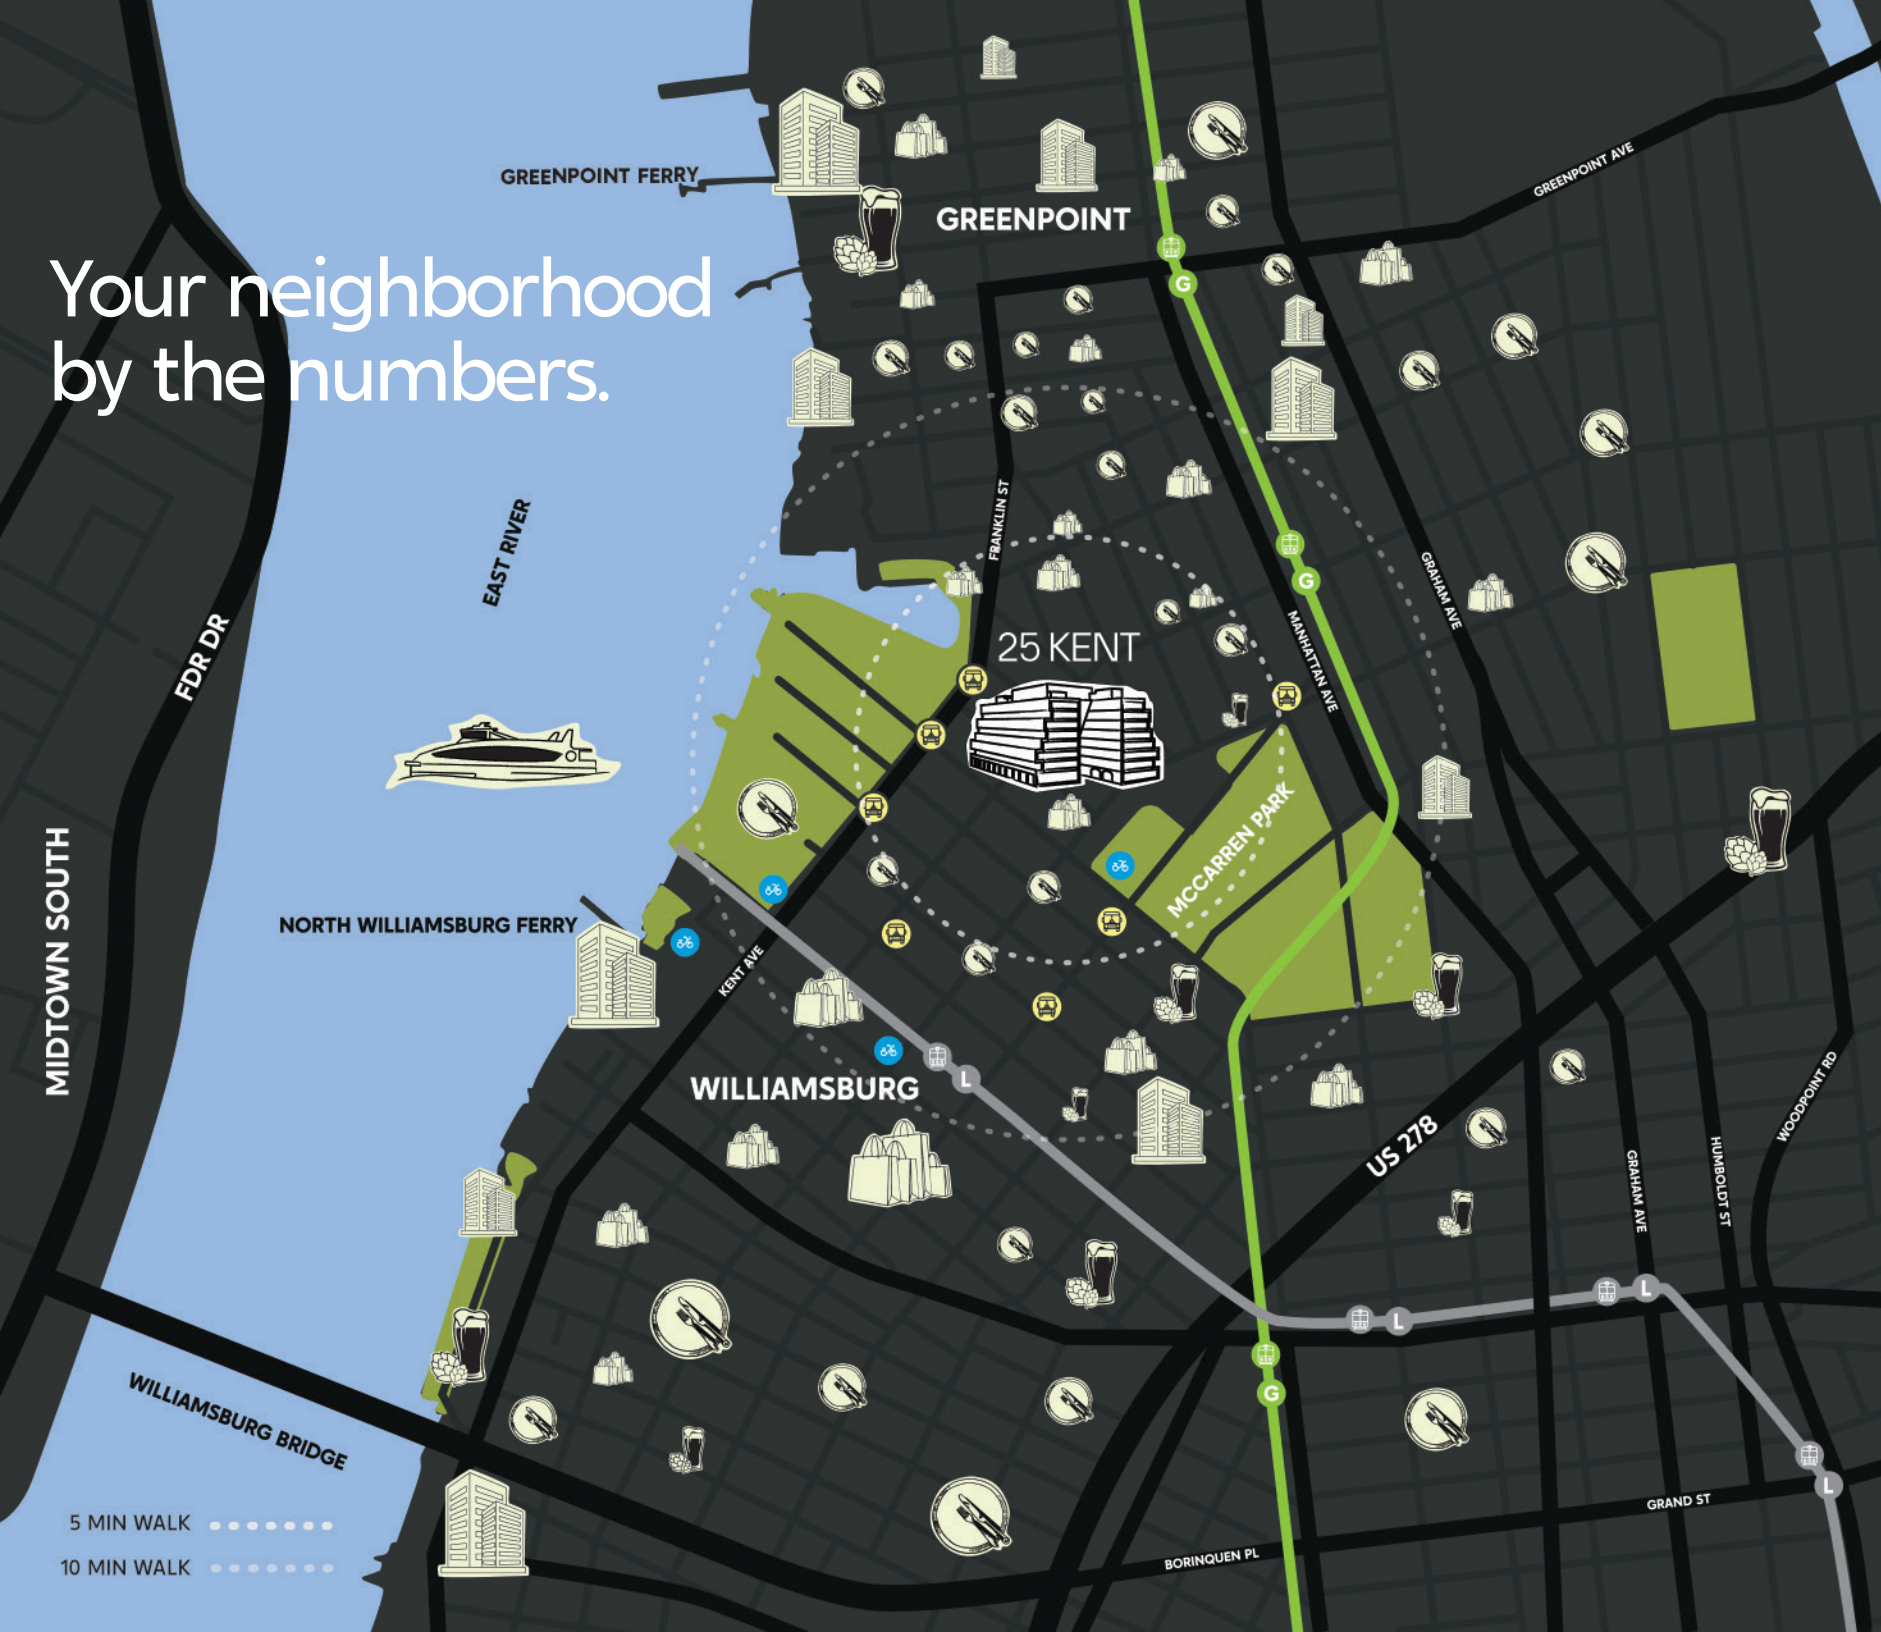 GREENPOINT FERRY
GREENPOINT AVE
GREENPOINT
Your neighborhood
by the numbers.
G
EAST RIVER
FRANKLIN ST
G
GRAHAM AVE
FDR DR
25 KENT
MANHATTAN AVE
MCCARREN PARK
MIDTOWN SOUTH
NORTH WILLIAMSBURG FERRY
KENT AVE
WILLIAMSBURG
L
US 278
WOODPOINT RD
GRAHAM AVE
HUMBOLDT ST
L
L
G
WILLIAMSBURG BRIDGE
L
GRAND ST
5 MIN WALK
10 MIN WALK
BORINQUEN PL